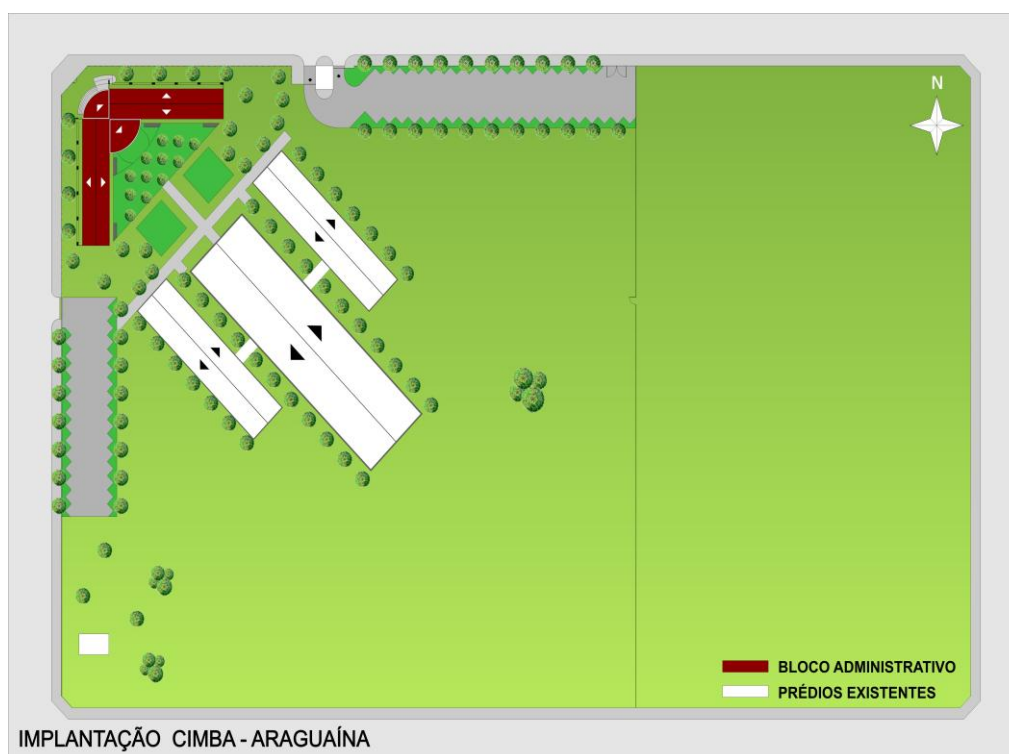 N
BLOCO ADMINISTRATIVO
PRÉDIOS EXISTENTES
IMPLANTAÇÃO CIMBA - ARAGUAÍNA